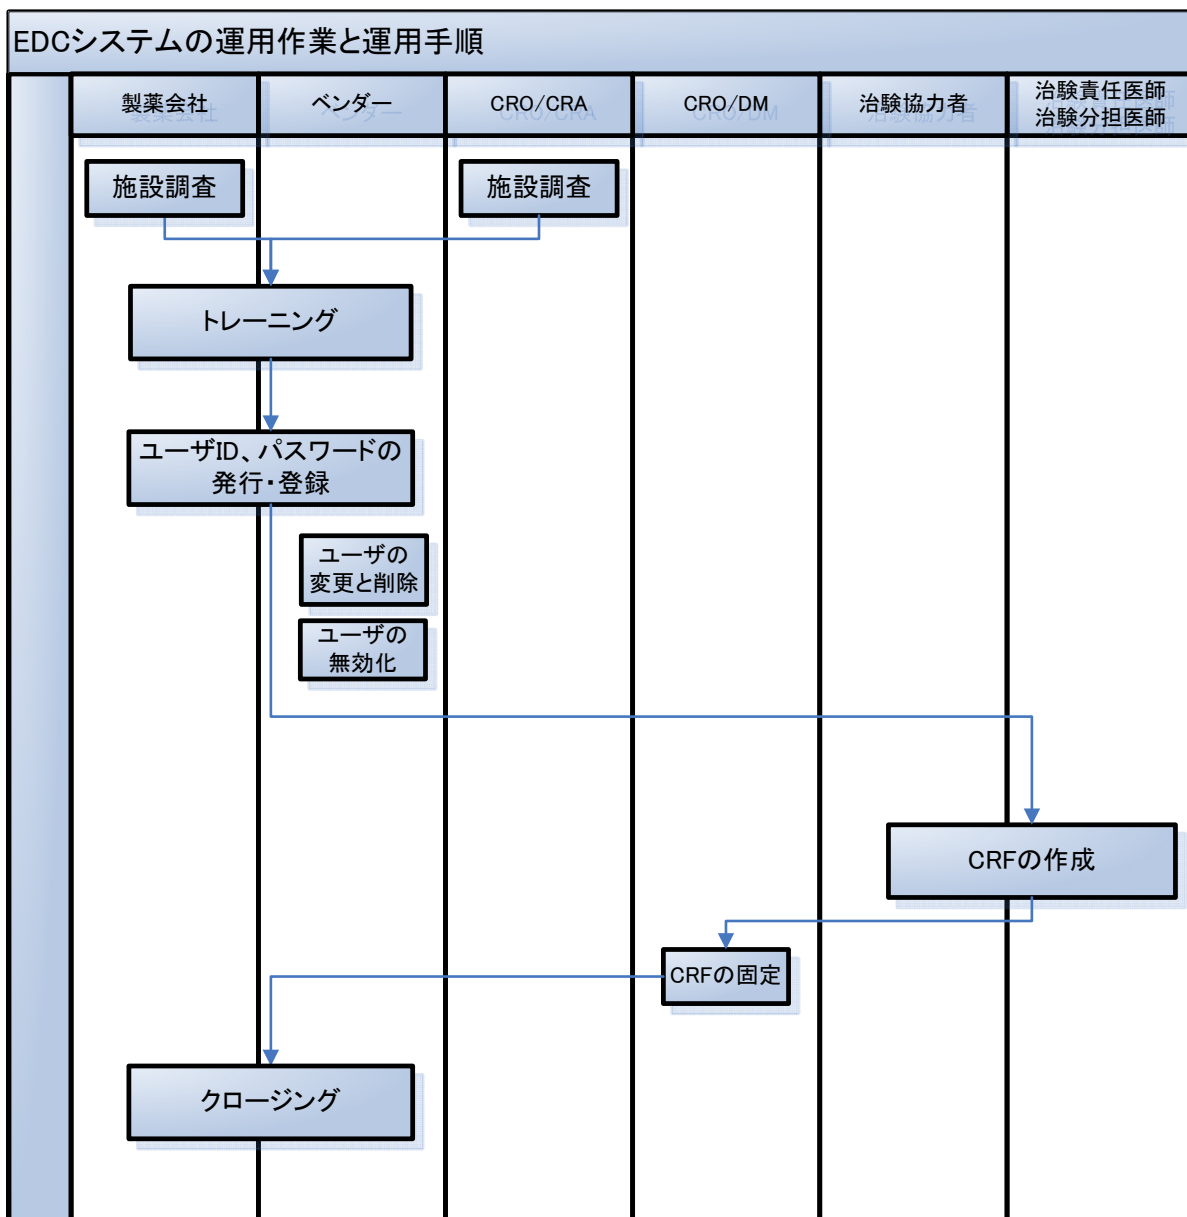 EDCシステムの運用作業と運用手順
製薬会社
ベンダー
CRO/CRA
CRO/DM
治験協力者
治験責任医師
治験分担医師
施設調査
施設調査
トレーニング
ユーザID、パスワードの
発行・登録
ユーザの
変更と削除
ユーザの
無効化
CRFの作成
CRFの固定
クロージング